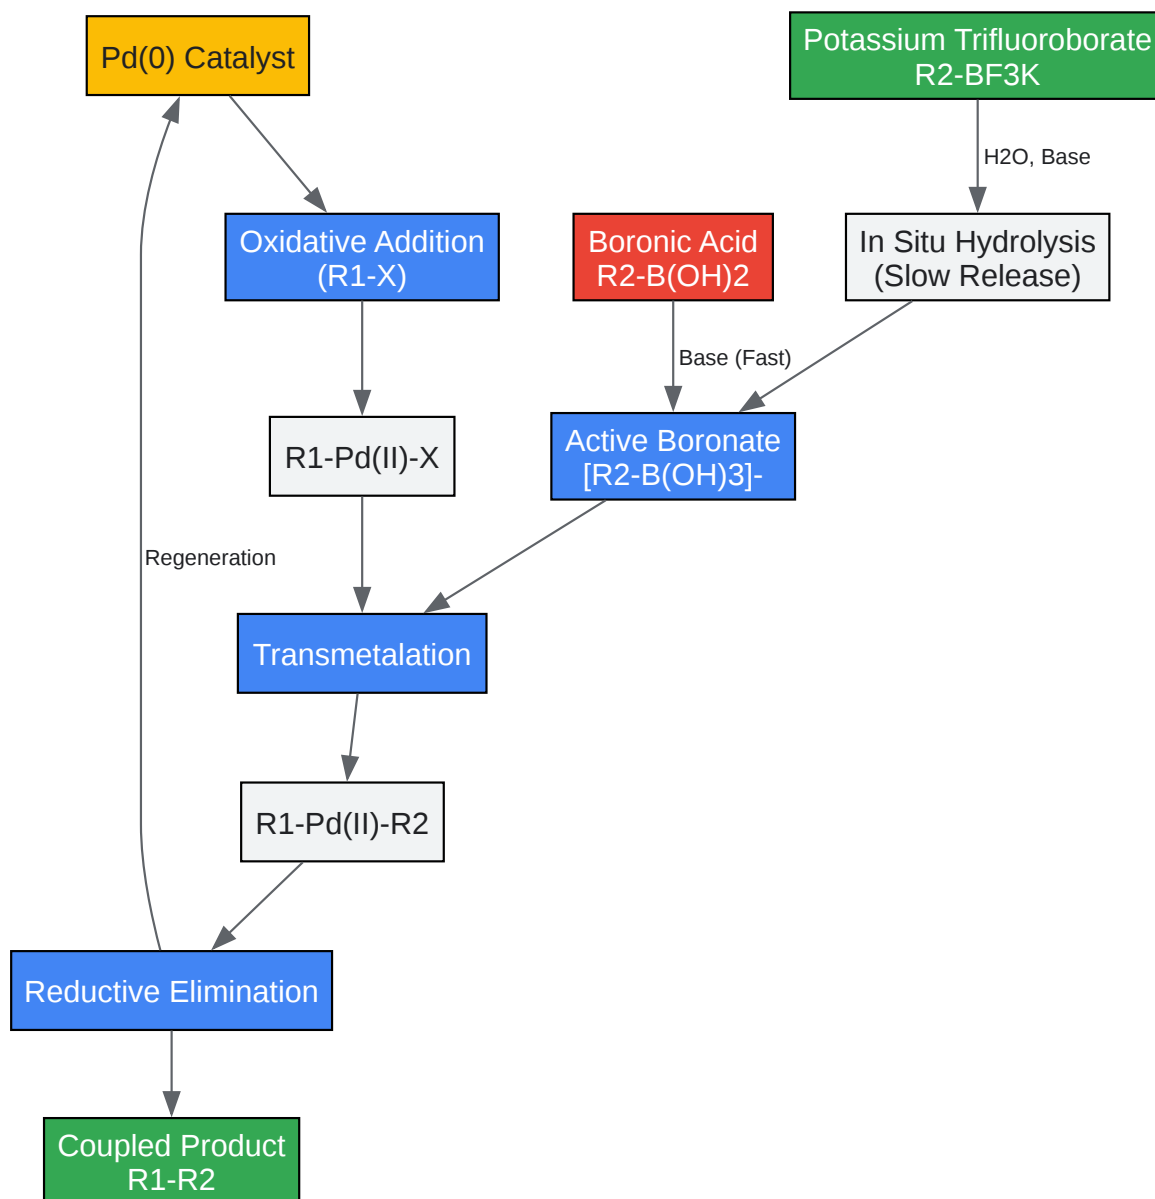 Pd(0) Catalyst
Potassium Trifluoroborate
R2-BF3K
H2O, Base
Oxidative Addition
(R1-X)
Boronic Acid
R2-B(OH)2
In Situ Hydrolysis
(Slow Release)
Base (Fast)
R1-Pd(II)-X
Active Boronate
[R2-B(OH)3]-
Regeneration
Transmetalation
R1-Pd(II)-R2
Reductive Elimination
Coupled Product
R1-R2